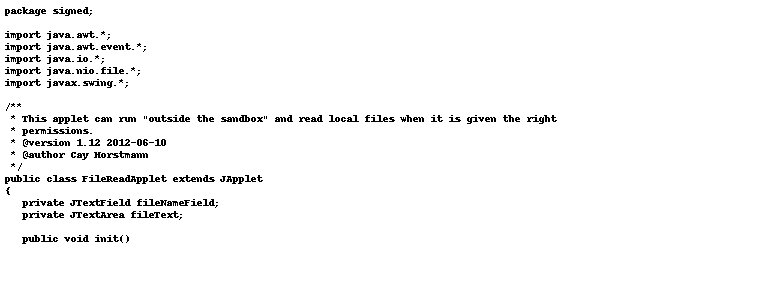 package signed;

import java.awt.*;
import java.awt.event.*;
import java.io.*;
import java.nio.file.*;
import javax.swing.*;

/**
 * This applet can run "outside the sandbox" and read local files when it is given the right
 * permissions.
 * @version 1.12 2012-06-10
 * @author Cay Horstmann
 */
public class FileReadApplet extends JApplet
{
   private JTextField fileNameField;
   private JTextArea fileText;

   public void init()